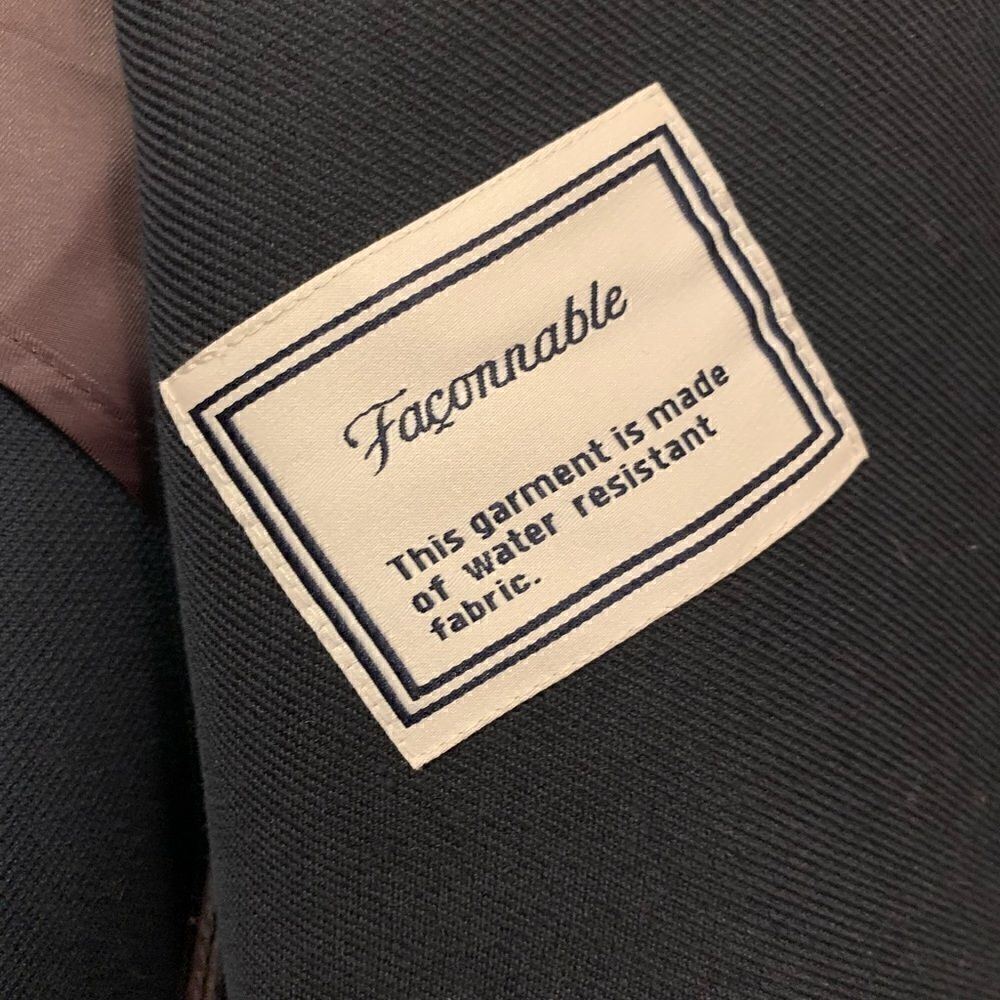 Façonnable
This garment is made
of water resistant
fabric.